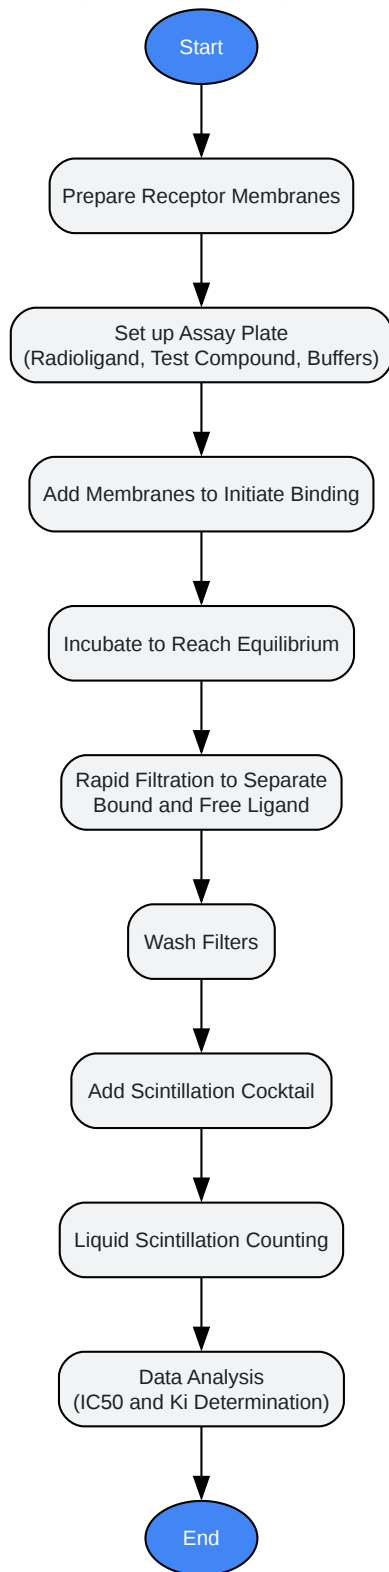 Start
Prepare Receptor Membranes
Set up Assay Plate
(Radioligand, Test Compound, Buffers)
Add Membranes to Initiate Binding
Incubate to Reach Equilibrium
Rapid Filtration to Separate
Bound and Free Ligand
Wash Filters
Add Scintillation Cocktail
Liquid Scintillation Counting
Data Analysis
(IC50 and Ki Determination)
End